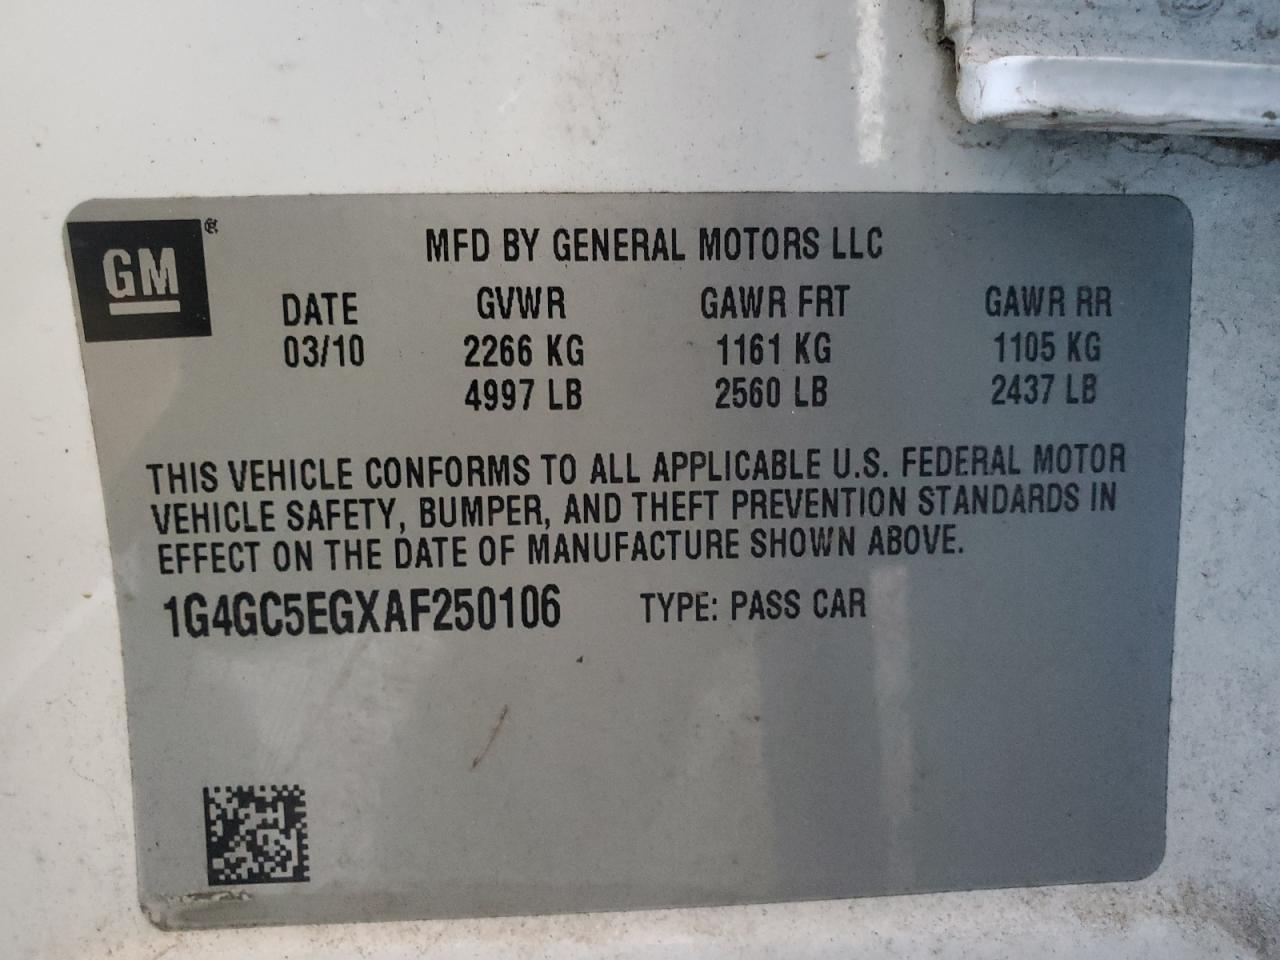 GM ®
MFD BY GENERAL MOTORS LLC
DATE GVWR GAWR FRT GAWR RR
03/10 2266 KG 1161 KG 1105 KG
4997 LB 2560 LB 2437 LB
THIS VEHICLE CONFORMS TO ALL APPLICABLE U.S. FEDERAL MOTOR
VEHICLE SAFETY, BUMPER, AND THEFT PREVENTION STANDARDS IN
EFFECT ON THE DATE OF MANUFACTURE SHOWN ABOVE.
1G4GC5EGXAF250106 TYPE: PASS CAR